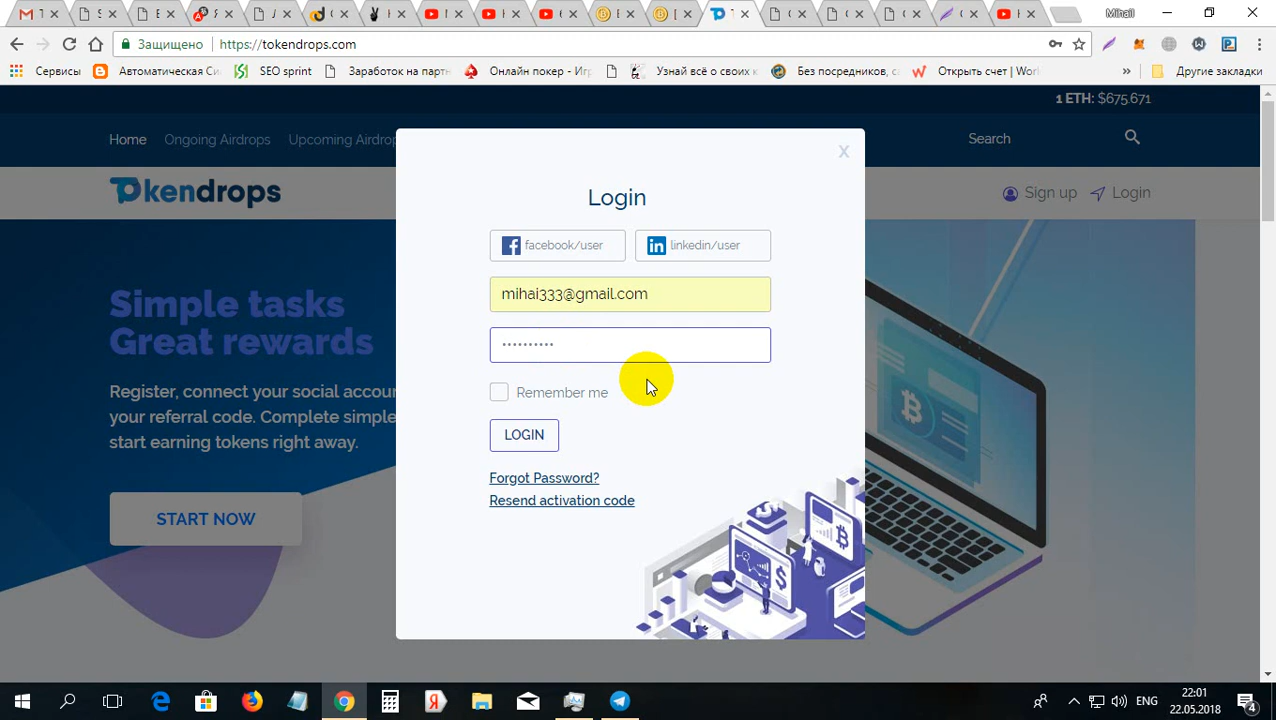 Mihail
Защищено https://tokendrops.com
Сервисы Автоматическая Си SEO sprint Заработок на партн Онлайн покер - Иг Узнай всё о своих к Без посредников, с Открыть счет | Wor » Другие закладки
1 ETH: $675.671
Home Ongoing Airdrops Upcoming Airdrop Search
Tokendrops Sign up Login
X
Login
facebook/user linkedin/user
mihai333@gmail.com
Simple tasks
Great rewards
Register, connect your social accou
your referral code. Complete simple
start earning tokens right away.
Remember me
LOGIN
Forgot Password?
Resend activation code
START NOW
ENG
22:01
22.05.2018
4